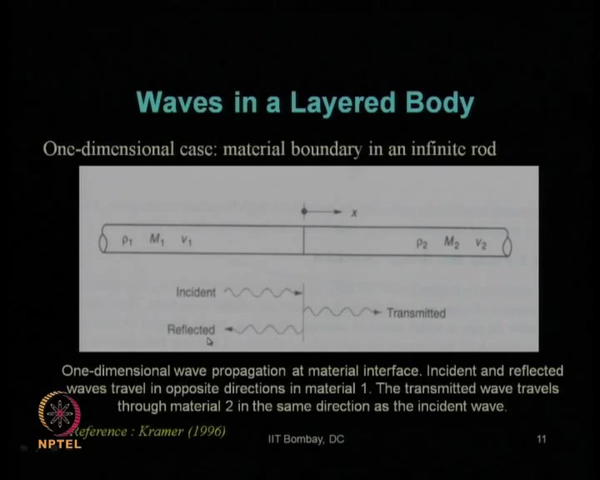 Waves in a Layered Body
One-dimensional case: material boundary in an infinite rod
x
ρ1 M1 v1 ρ2 M2 v2
Incident
Transmitted
Reflected
One-dimensional wave propagation at material interface. Incident and reflected
waves travel in opposite directions in material 1. The transmitted wave travels
through material 2 in the same direction as the incident wave.
Reference : Kramer (1996)
NPTEL
IIT Bombay, DC
11